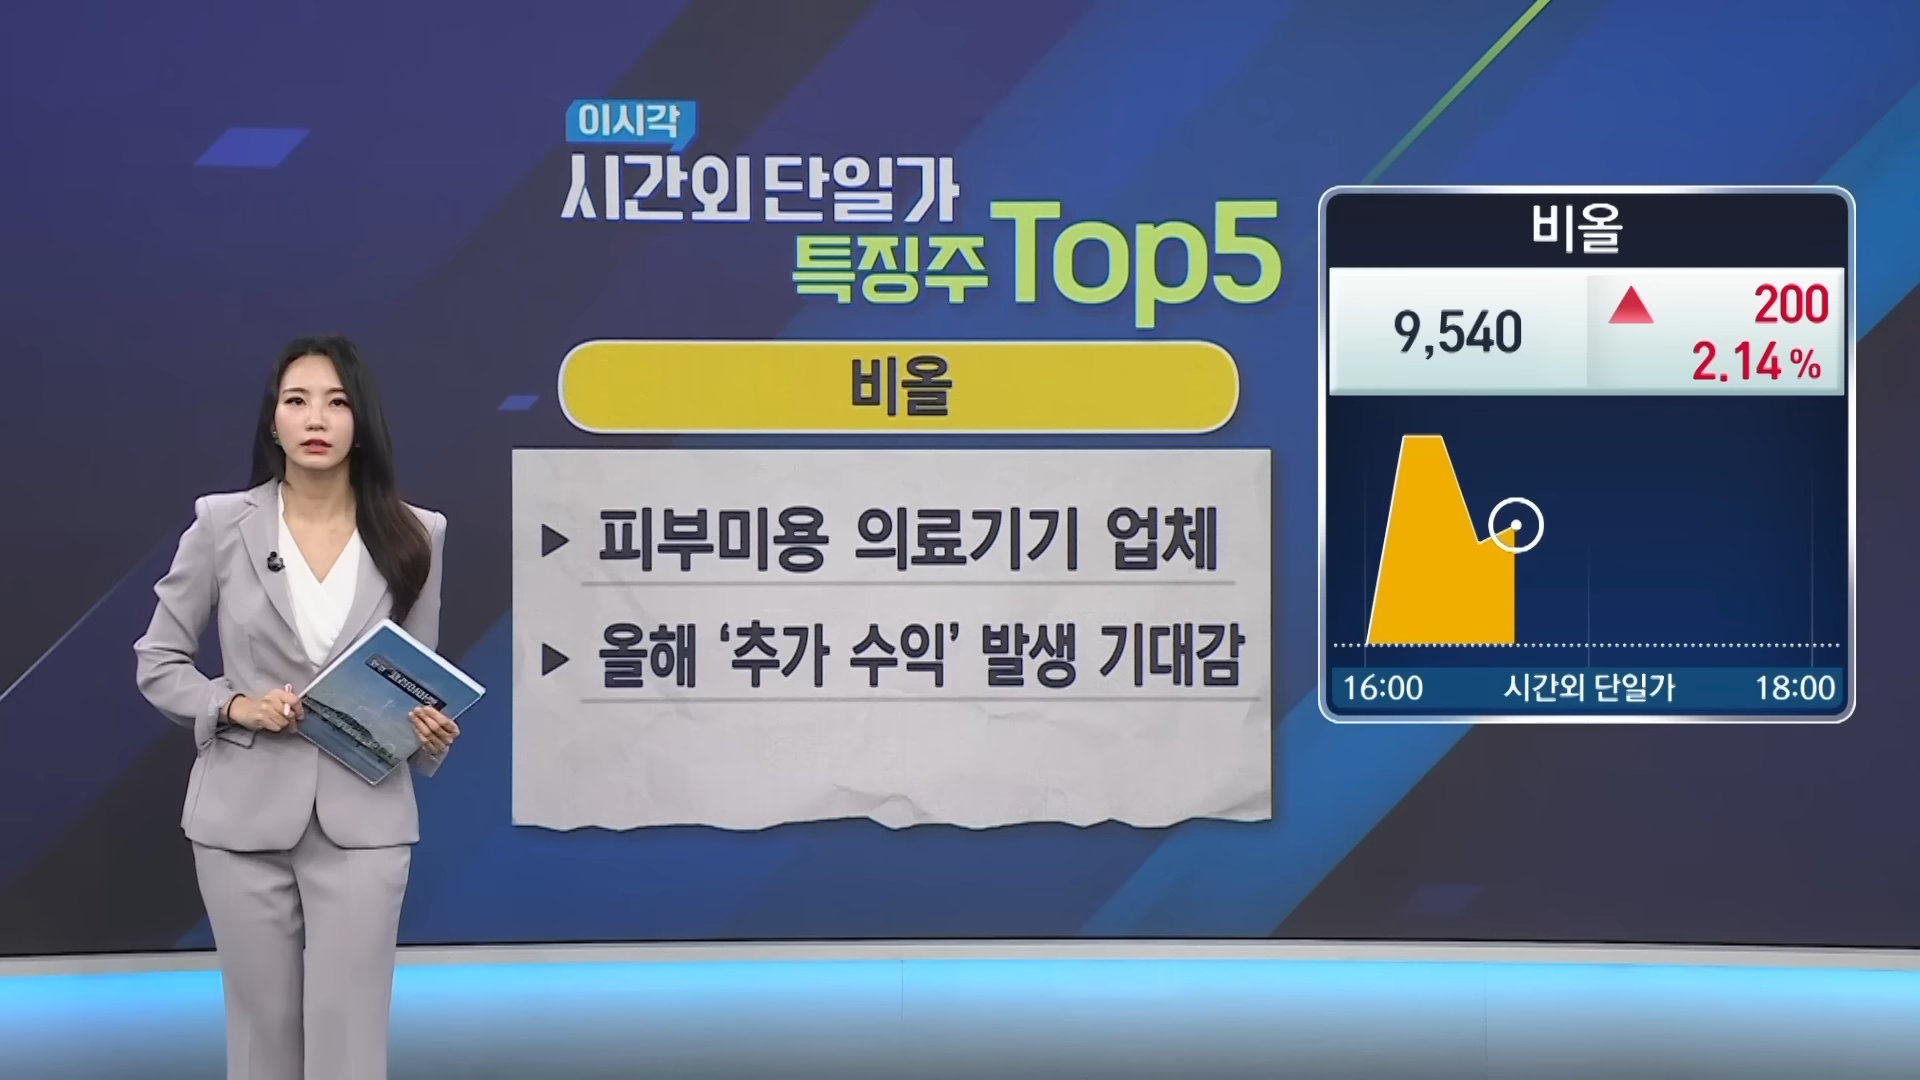 이시각
시간외 단일가
특징주 Top5
비올
▶ 피부미용 의료기기 업체
▶ 올해 ‘추가 수익’ 발생 기대감
비올
9,540 ▲ 200
2.14%
16:00 시간외 단일가 18:00